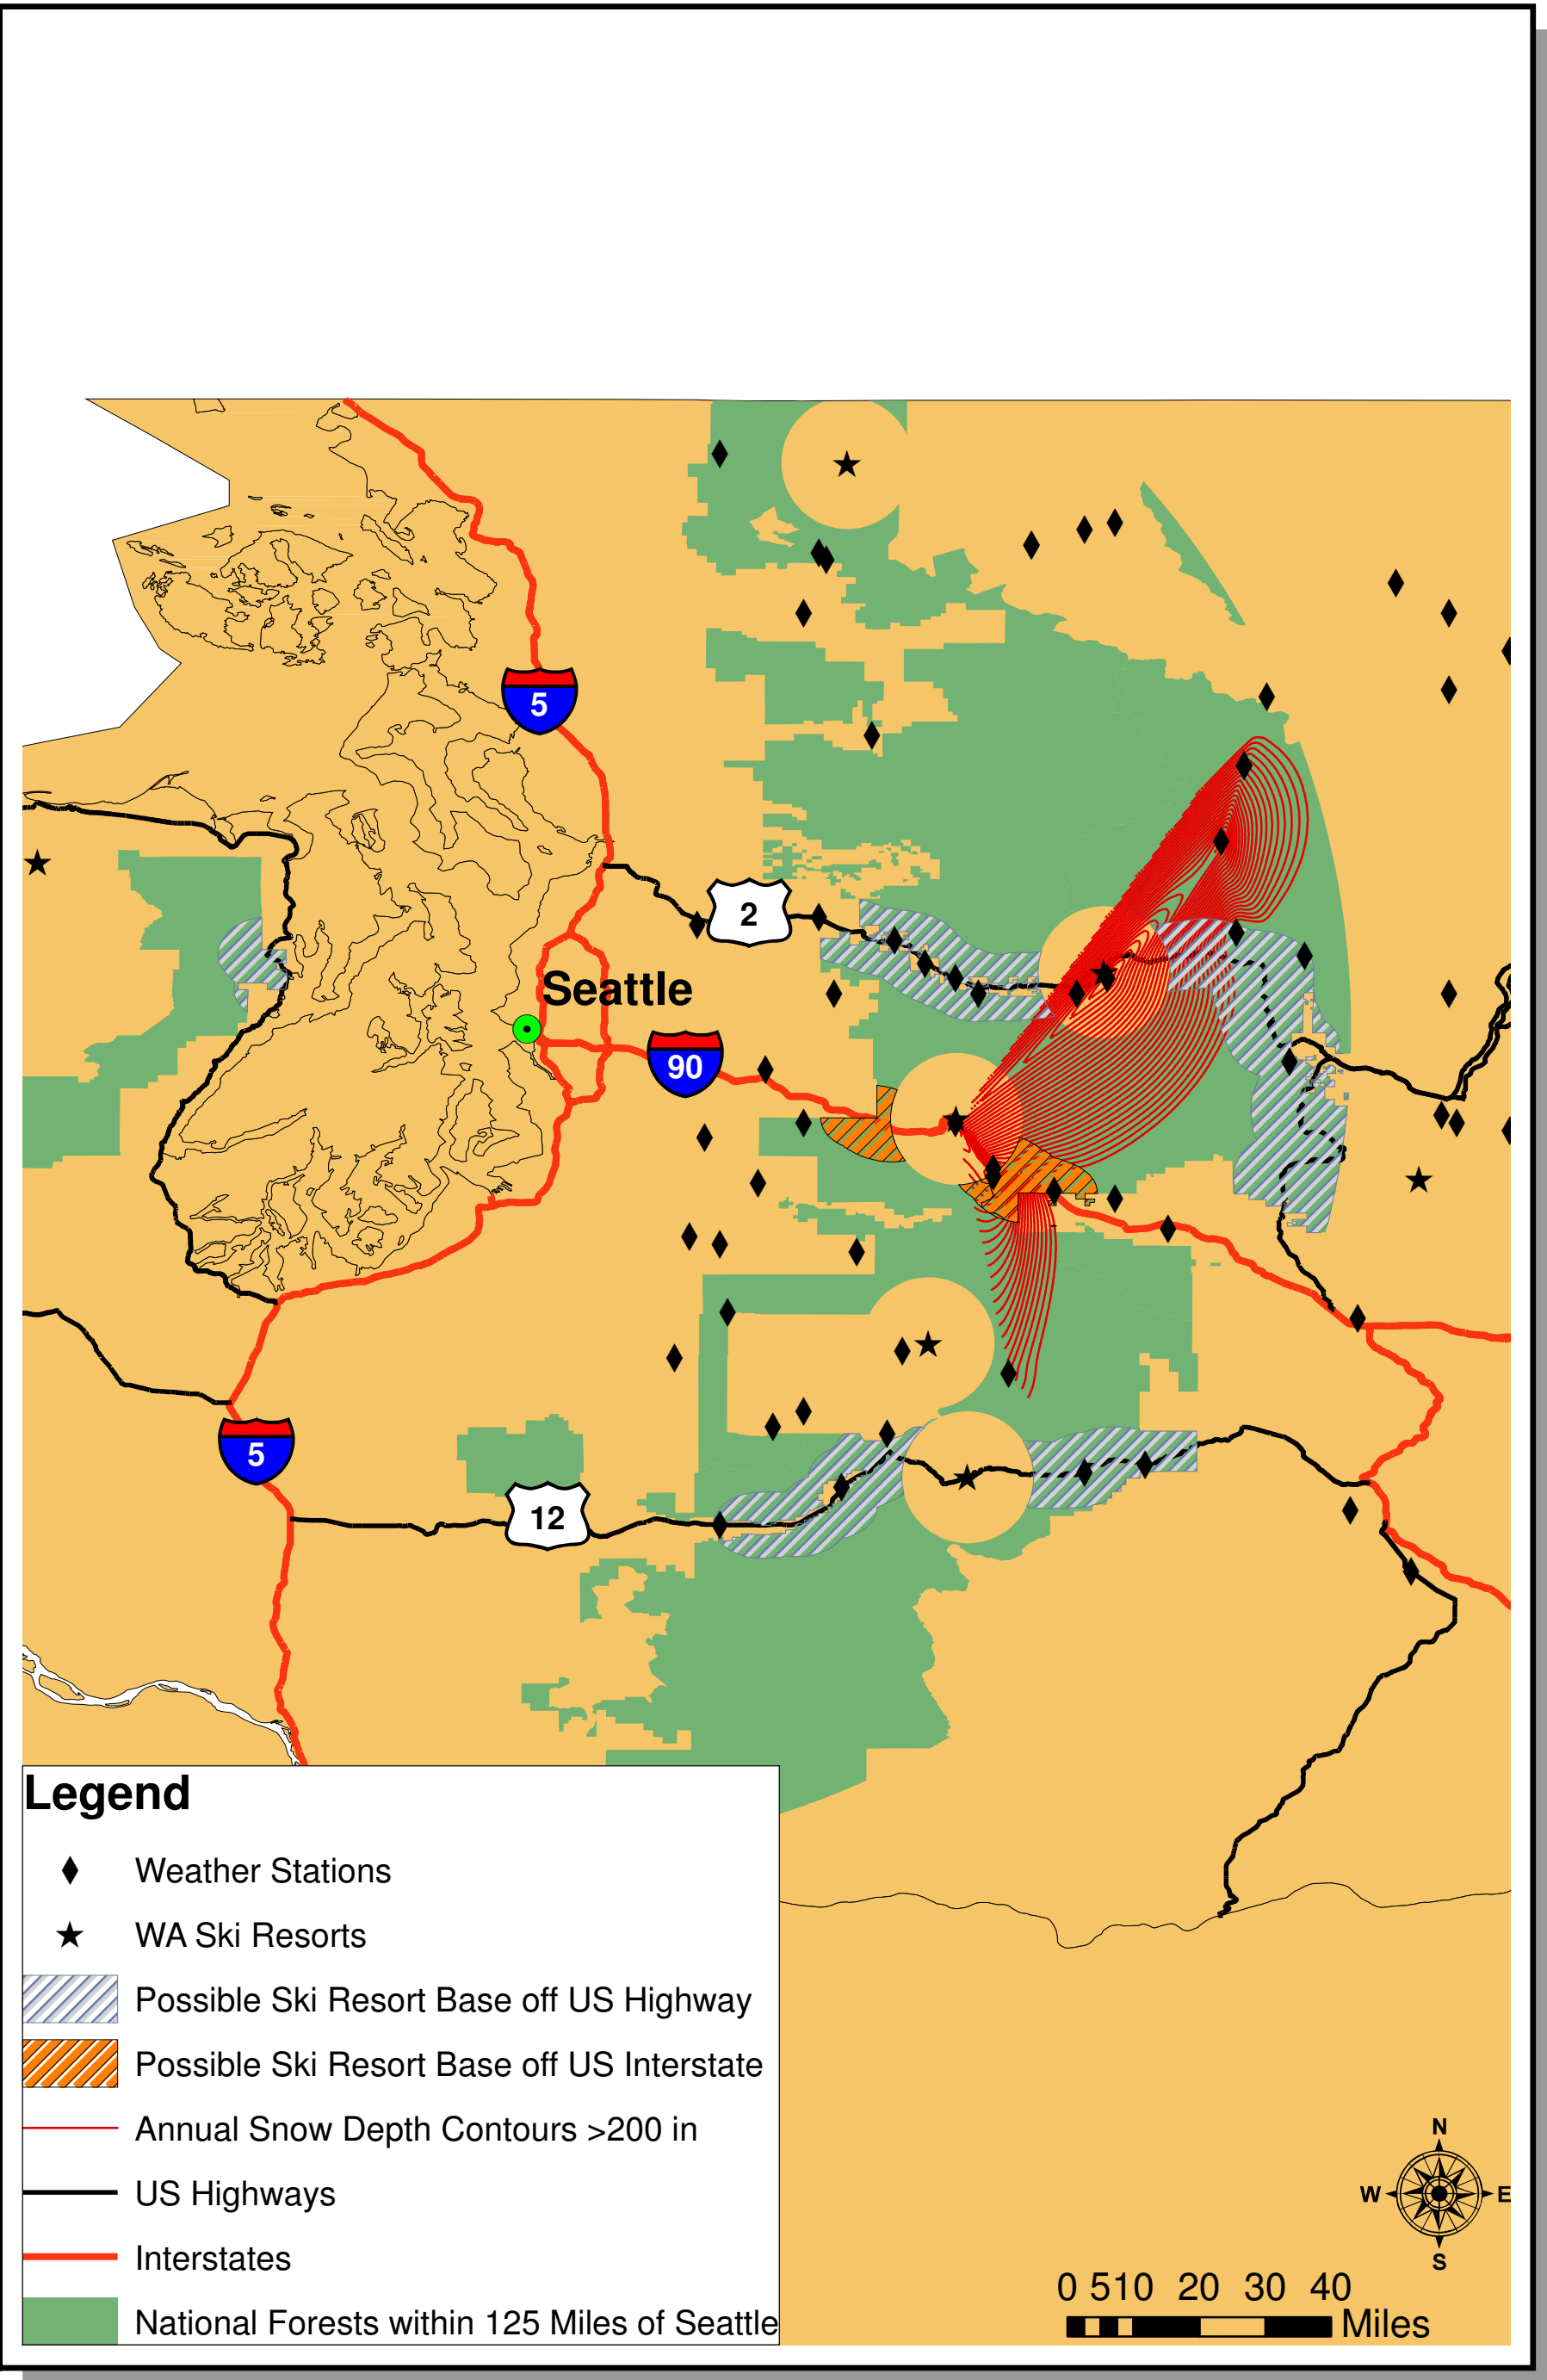 5
2
Seattle
90
5
12
Legend
Weather Stations
WA Ski Resorts
Possible Ski Resort Base off US Highway
Possible Ski Resort Base off US Interstate
Annual Snow Depth Contours >200 in
US Highways
Interstates
National Forests within 125 Miles of Seattle
N
W E
S
0 5 10 20 30 40
Miles